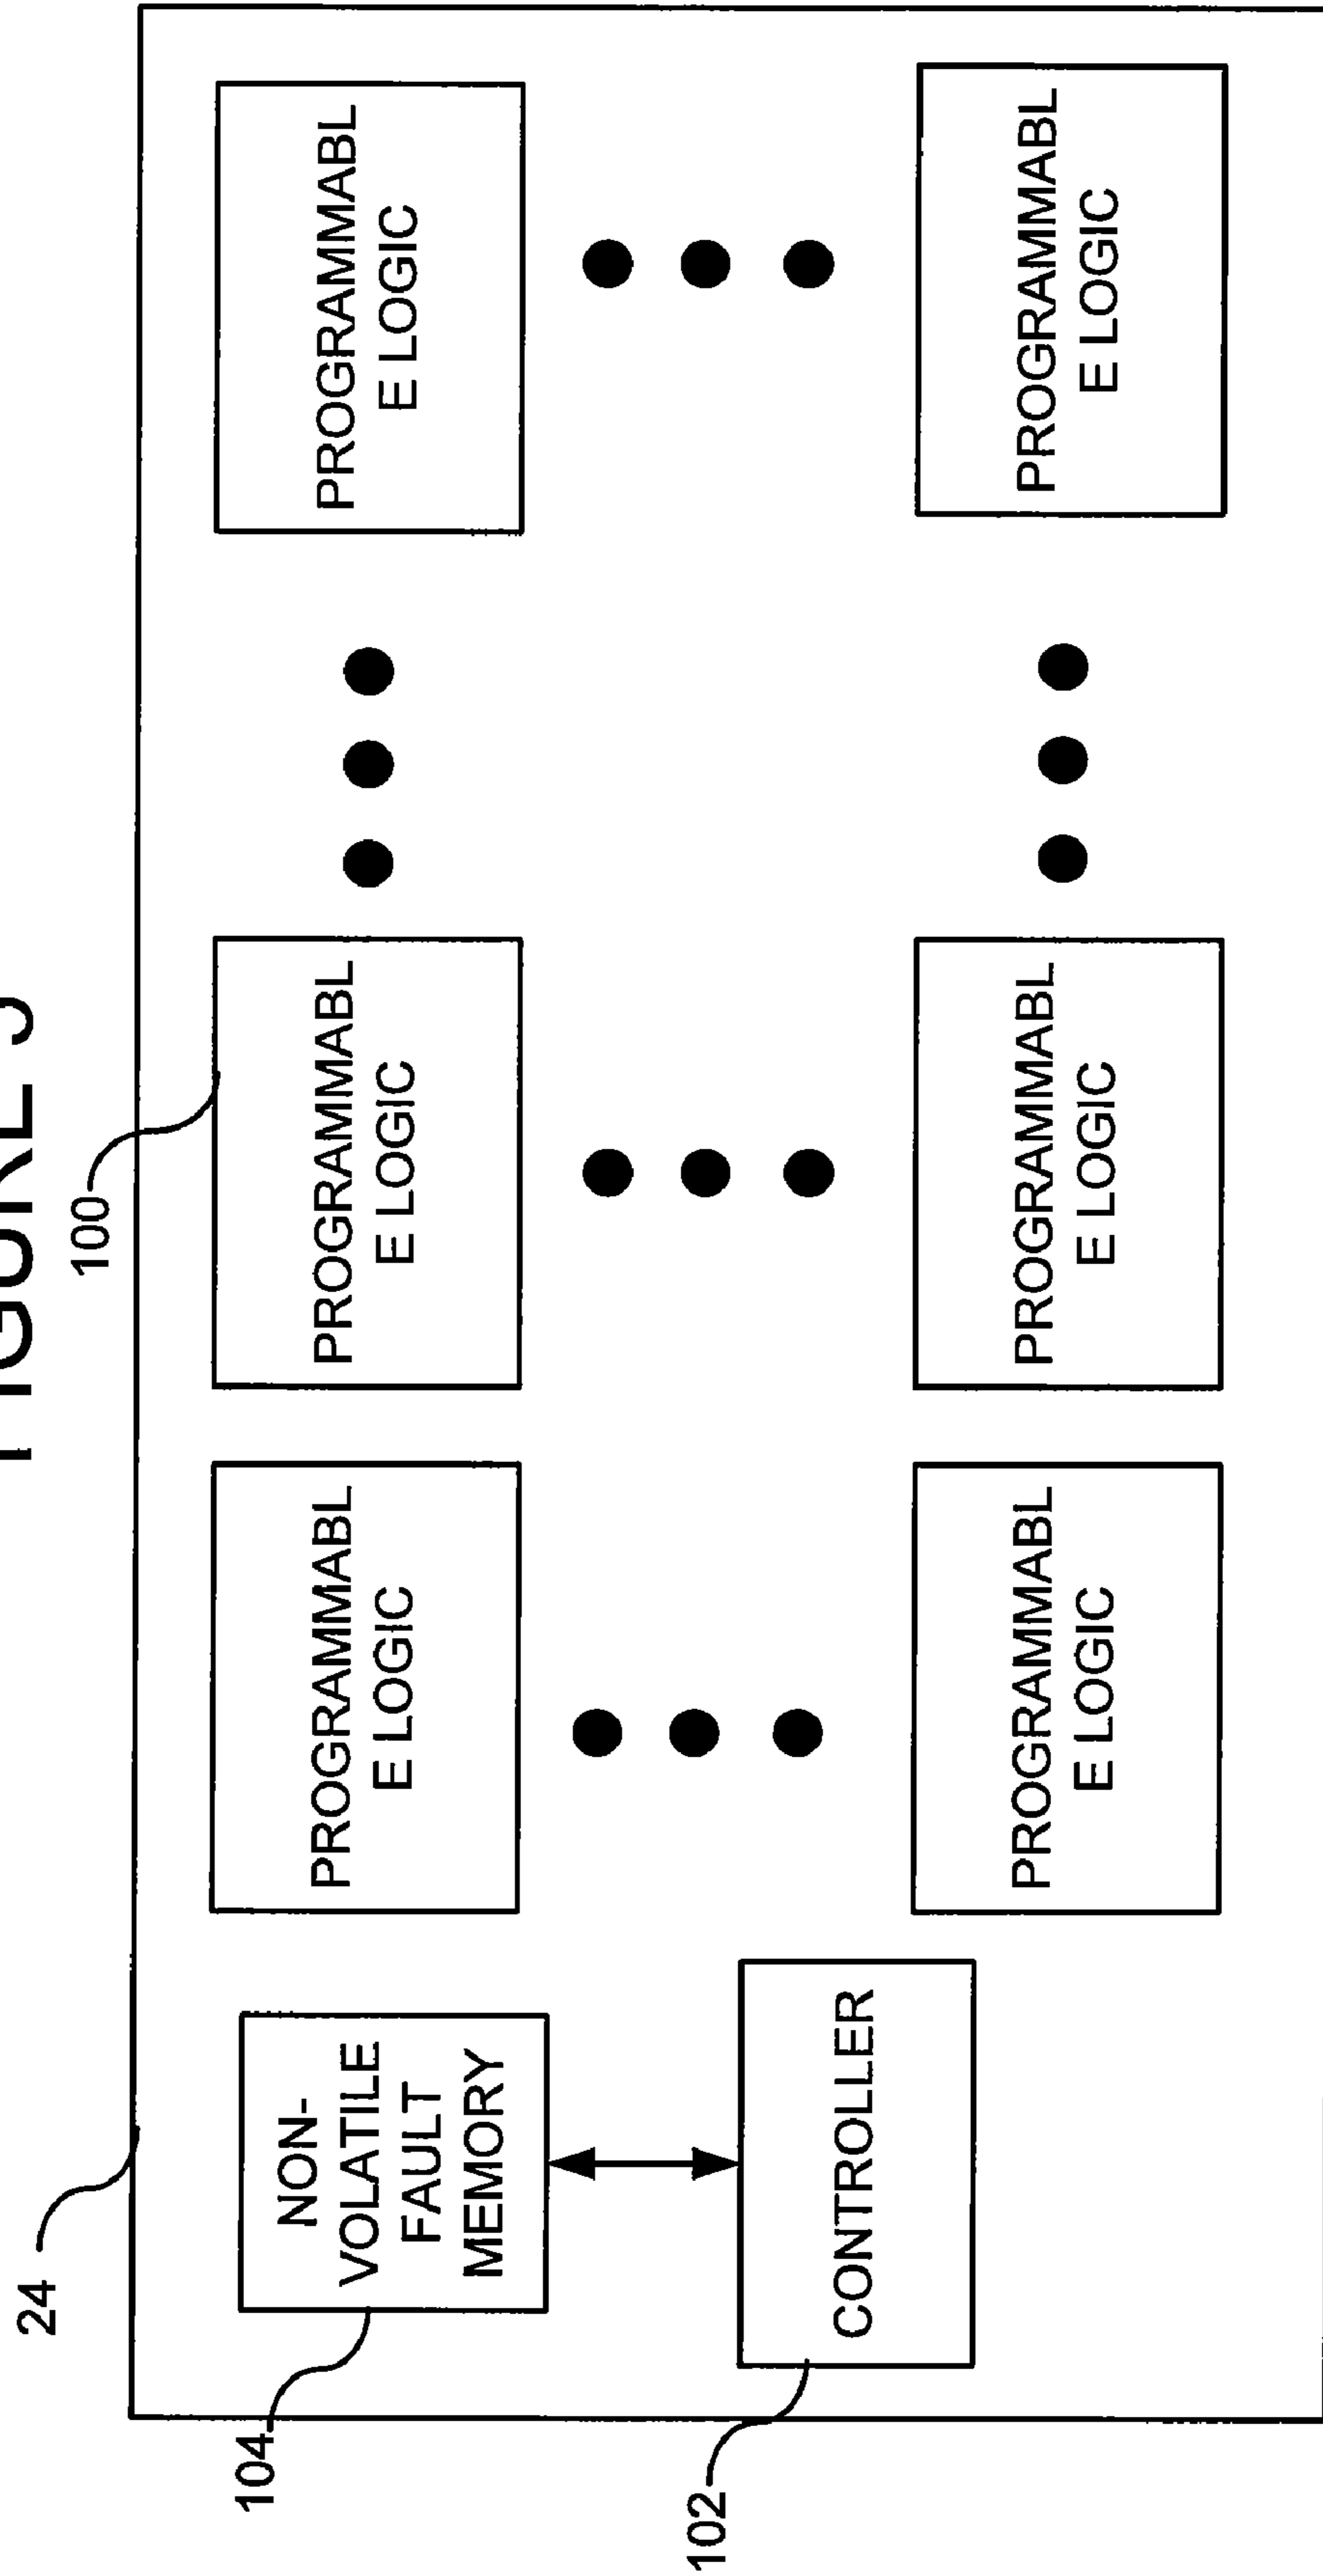 FIGURE
24
100
104
NON-
VOLATILE
FAULT
MEMORY
PROGRAMMABL
E LOGIC
PROGRAMMABL
E LOGIC
PROGRAMMABL
E LOGIC
102
CONTROLLER
PROGRAMMABL
E LOGIC
PROGRAMMABL
E LOGIC
PROGRAMMABL
E LOGIC